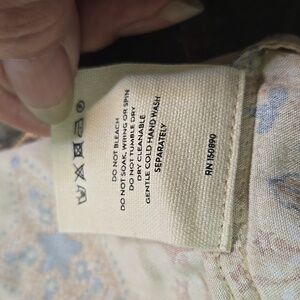 DO NOT BLEACH
DO NOT SOAK, WRING OR SPIN
DO NOT TUMBLE DRY
DRY CLEANABLE
GENTLE COLD HAND WASH
SEPARATELY
RN 150890